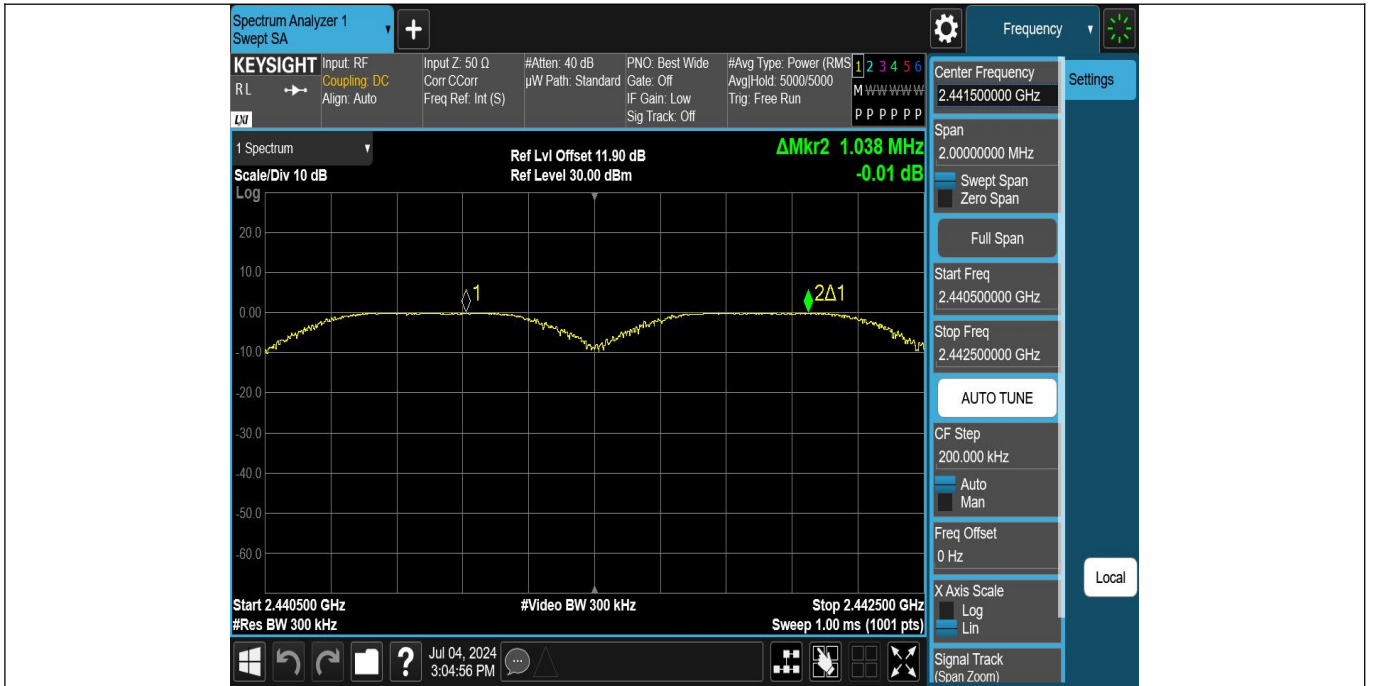 Spectrum Analyzer 1
Swept SA
Frequency
KEYSIGHT
RL
LXI
Input: RF
Coupling: DC
Align: Auto
Input Z: 50 Ω
Corr CCorr
Freq Ref: Int (S)
#Atten: 40 dB
µW Path: Standard
PNO: Best Wide
Gate: Off
IF Gain: Low
Sig Track: Off
#Avg Type: Power (RMS
Avg|Hold: 5000/5000
Trig: Free Run
1 2 3 4 5 6
M W W W W W
P P P P P P
1 Spectrum
Scale/Div 10 dB
Ref Lvl Offset 11.90 dB
Ref Level 30.00 dBm
ΔMkr2 1.038 MHz
-0.01 dB
Log
20.0
10.0
0.00
-10.0
-20.0
-30.0
-40.0
-50.0
-60.0
1
2Δ1
Start 2.440500 GHz
#Res BW 300 kHz
#Video BW 300 kHz
Stop 2.442500 GHz
Sweep 1.00 ms (1001 pts)
Jul 04, 2024
3:04:56 PM
Center Frequency
2.441500000 GHz
Settings
Span
2.00000000 MHz
Swept Span
Zero Span
Full Span
Start Freq
2.440500000 GHz
Stop Freq
2.442500000 GHz
AUTO TUNE
CF Step
200.000 kHz
Auto
Man
Freq Offset
0 Hz
X Axis Scale
Log
Lin
Signal Track
(Span Zoom)
Local